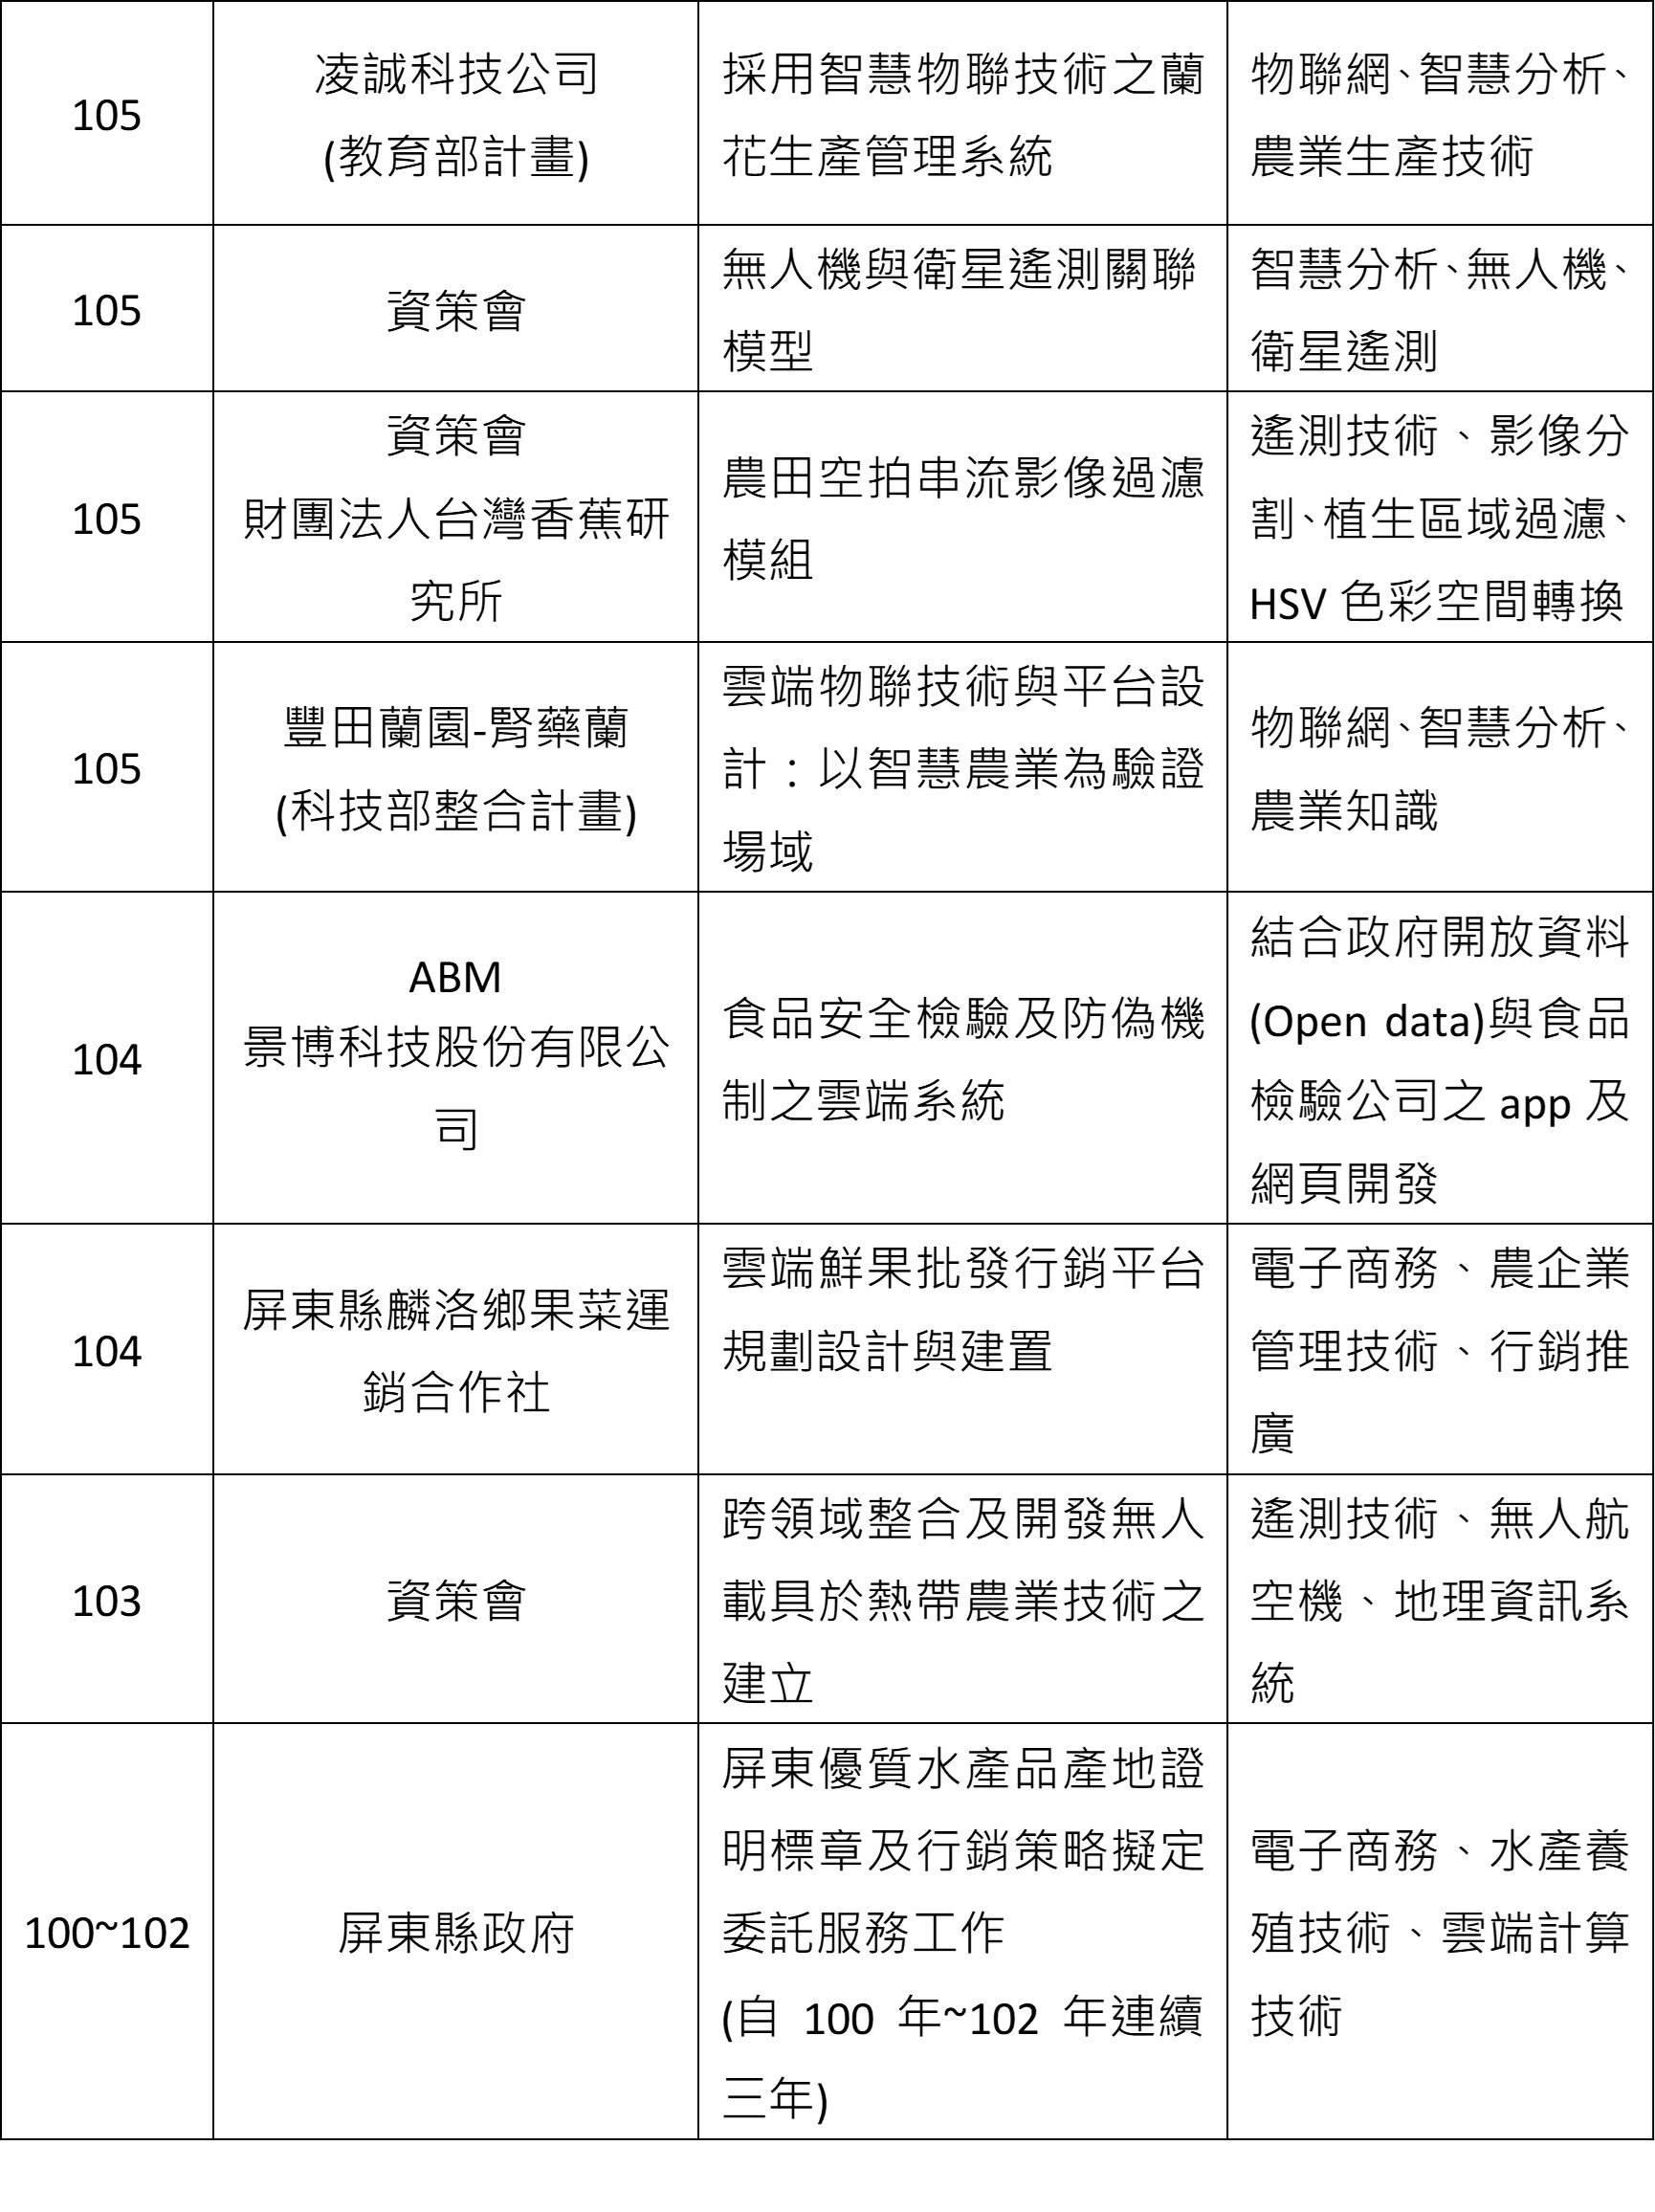 105
凌誠科技公司
(教育部計畫)
採用智慧物聯技術之蘭
花生產管理系統
物聯網、智慧分析、
農業生產技術
105
資策會
無人機與衛星遙測關聯
模型
智慧分析、無人機、
衛星遙測
105
資策會
財團法人台灣香蕉研
究所
農田空拍串流影像過濾
模組
遙測技術、影像分
割、植生區域過濾、
HSV 色彩空間轉換
105
豐田蘭園-腎藥蘭
(科技部整合計畫)
雲端物聯技術與平台設
計：以智慧農業為驗證
場域
物聯網、智慧分析、
農業知識
104
ABM
景博科技股份有限公
司
食品安全檢驗及防偽機
制之雲端系統
結合政府開放資料
(Open data)與食品
檢驗公司之 app 及
網頁開發
104
屏東縣麟洛鄉果菜運
銷合作社
雲端鮮果批發行銷平台
規劃設計與建置
電子商務、農企業
管理技術、行銷推
廣
103
資策會
跨領域整合及開發無人
載具於熱帶農業技術之
建立
遙測技術、無人航
空機、地理資訊系
統
100~102
屏東縣政府
屏東優質水產品產地證
明標章及行銷策略擬定
委託服務工作
(自 100 年~102 年連續
三年)
電子商務、水產養
殖技術、雲端計算
技術